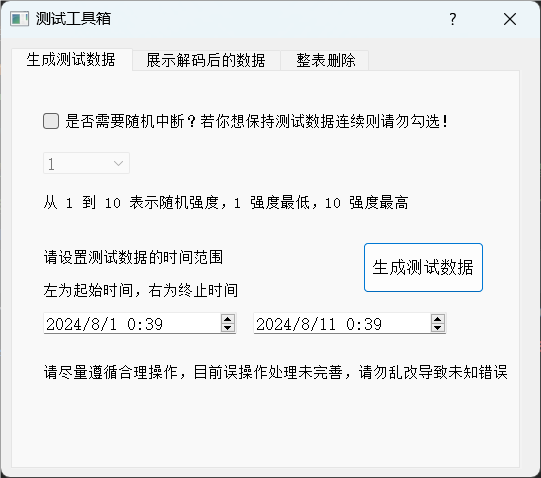 测试工具箱
生成测试数据 展示解码后的数据 整表删除
是否需要随机中断？若你想保持测试数据连续则请勿勾选！
1
从 1 到 10 表示随机强度，1 强度最低，10 强度最高
请设置测试数据的时间范围
生成测试数据
左为起始时间，右为终止时间
2024/8/1 0:39 2024/8/11 0:39
请尽量遵循合理操作，目前误操作处理未完善，请勿乱改导致未知错误